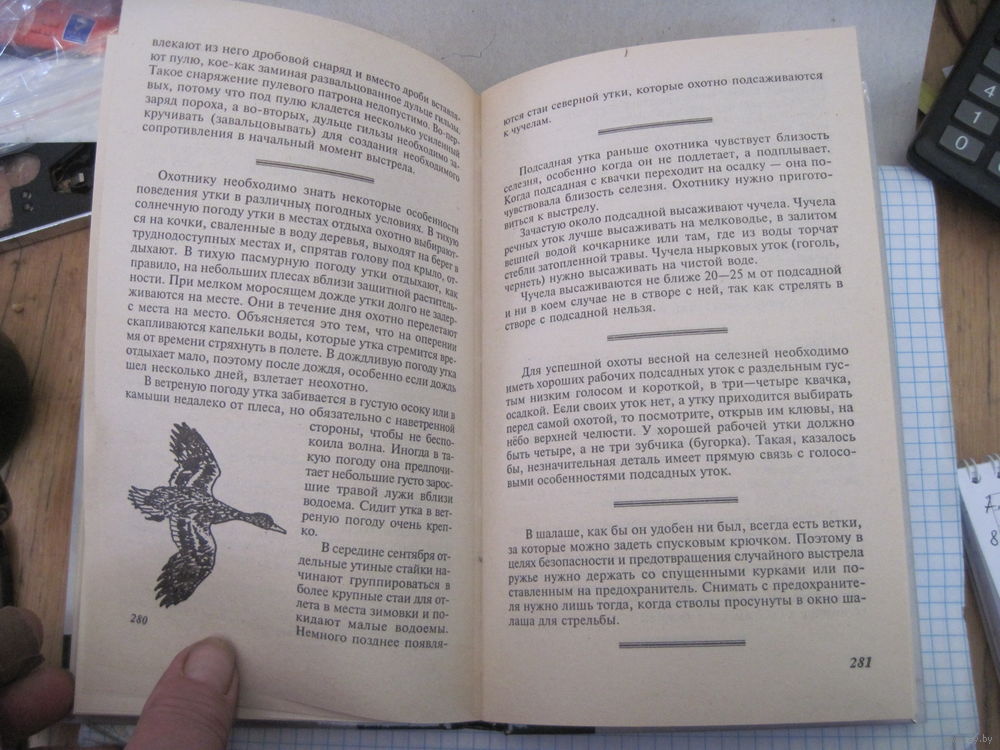 влекают из него дробовой снаряд и вместо дроби вставля-
ют пулю, кое-как заминая развальцованное дульце гильзы.
Такое снаряжение пулевого патрона недопустимо. Во-пер-
вых, потому что под пулю кладется несколько усиленный
заряд пороха, а во-вторых, дульце гильзы необходимо за-
кручивать (завальцовывать) для создания необходимого
сопротивления в начальный момент выстрела.
Охотнику необходимо знать некоторые особенности
поведения утки в различных погодных условиях. В тихую
солнечную погоду утки в местах отдыха охотно выбирают-
ся на кочки, сваленные в воду деревья, выходят на берег в
труднодоступных местах и, спрятав голову под крыло, от-
дыхают. В тихую пасмурную погоду утки отдыхают, как
правило, на небольших плесах вблизи защитной раститель-
ности. При мелком моросящем дожде утки долго не задер-
живаются на месте. Они в течение дня охотно перелетают
с места на место. Объясняется это тем, что на оперении
скапливаются капельки воды, которые утка стремится вре-
мя от времени стряхнуть в полете. В дождливую погоду утка
отдыхает мало, поэтому после дождя, особенно если дождь
шел несколько дней, взлетает неохотно.
В ветреную погоду утка забивается в густую осоку или в
камыши недалеко от плеса, но обязательно с наветренной
стороны, чтобы не беспо-
коила волна. Иногда в та-
кую погоду она предпочи-
тает небольшие густо зарос-
шие травой лужи вблизи
водоема. Сидит утка в вет-
реную погоду очень креп-
ко.
В середине сентября от-
дельные утиные стайки на-
чинают группироваться в
более крупные стаи для от-
лета в места зимовки и по-
кидают малые водоемы.
Немного позднее появля-
280
ются стаи северной утки, которые охотно подсаживаются
к чучелам.
Подсадная утка раньше охотника чувствует близость
селезня, особенно когда он не подлетает, а подплывает.
Когда подсадная с квачки переходит на осадку — она по-
чувствовала близость селезня. Охотнику нужно пригото-
виться к выстрелу.
Зачастую около подсадной высаживают чучела. Чучела
речных уток лучше высаживать на мелководье, в залитом
вешней водой кочкарнике или там, где из воды торчат
стебли затопленной травы. Чучела нырковых уток (гоголь,
чернеть) нужно высаживать на чистой воде.
Чучела высаживаются не ближе 20—25 м от подсадной
и ни в коем случае не в створе с ней, так как стрелять в
створе с подсадной нельзя.
Для успешной охоты весной на селезней необходимо
иметь хороших рабочих подсадных уток с раздельным гус-
тым низким голосом и короткой, в три—четыре квачка,
осадкой. Если своих уток нет, а утку приходится выбирать
перед самой охотой, то посмотрите, открыв им клювы, на
нёбо верхней челюсти. У хорошей рабочей утки должно
быть четыре, а не три зубчика (бугорка). Такая, казалось
бы, незначительная деталь имеет прямую связь с голосо-
выми особенностями подсадных уток.
В шалаше, как бы он удобен ни был, всегда есть ветки,
за которые можно задеть спусковым крючком. Поэтому в
целях безопасности и предотвращения случайного выстрела
ружье нужно держать со спущенными курками или по-
ставленным на предохранитель. Снимать с предохраните-
ля нужно лишь тогда, когда стволы просунуты в окно ша-
лаша для стрельбы.
281
4
1
0
8